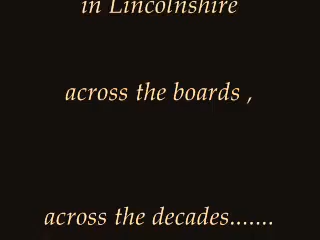 in Lincolnshire
across the boards ,
across the decades.......